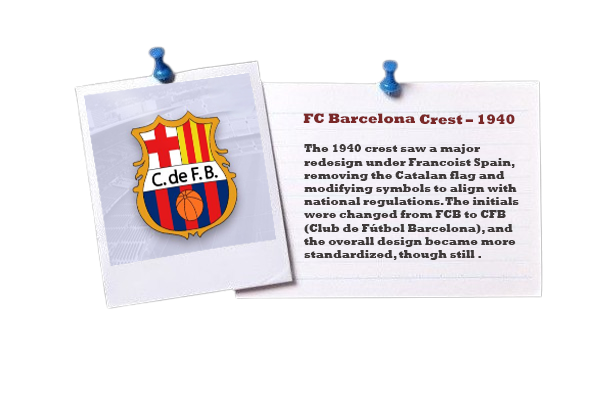 C. de F. B.
FC Barcelona Crest – 1940
The 1940 crest saw a major
redesign under Francoist Spain,
removing the Catalan flag and
modifying symbols to align with
national regulations. The initials
were changed from FCB to CFB
(Club de Fútbol Barcelona), and
the overall design became more
standardized, though still .